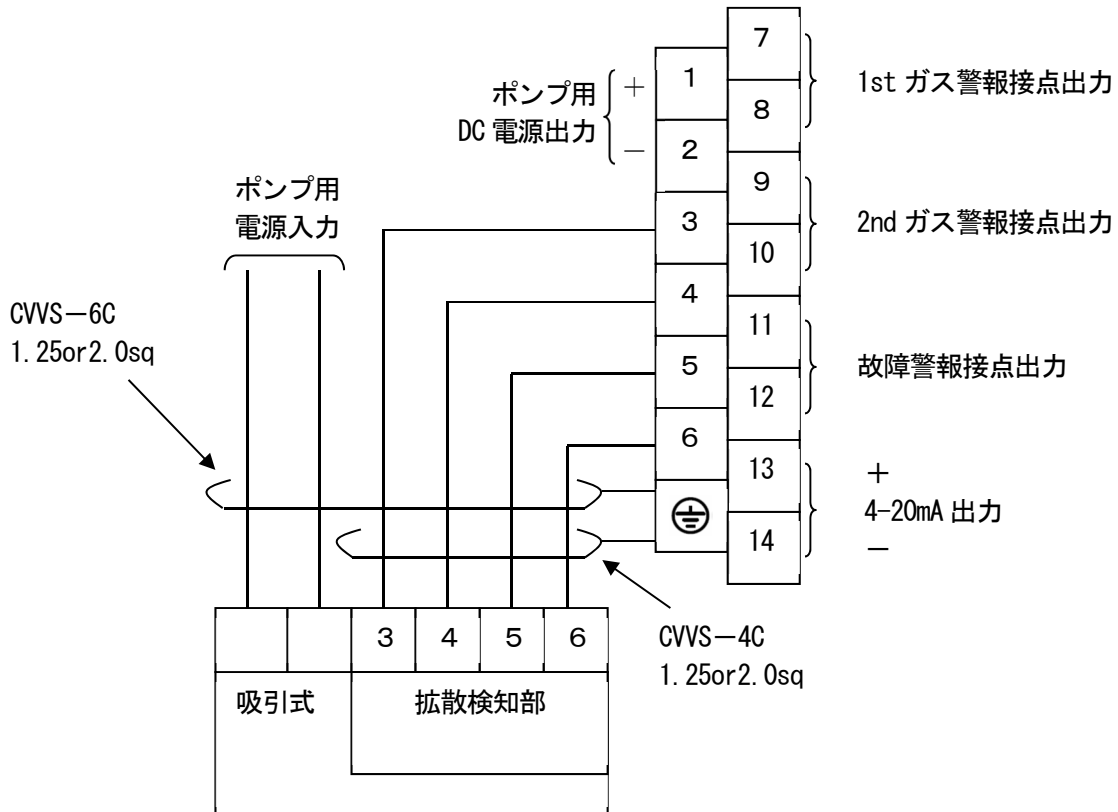 7
1
8
2
9
3
10
4
11
5
12
6
13
14
ポンプ用
DC 電源出力
+
−
1st ガス警報接点出力
2nd ガス警報接点出力
故障警報接点出力
+
4-20mA 出力
−
ポンプ用
電源入力
CVVS−6C
1.25or2.0sq
CVVS−4C
1.25or2.0sq
3 4 5 6
吸引式 拡散検知部